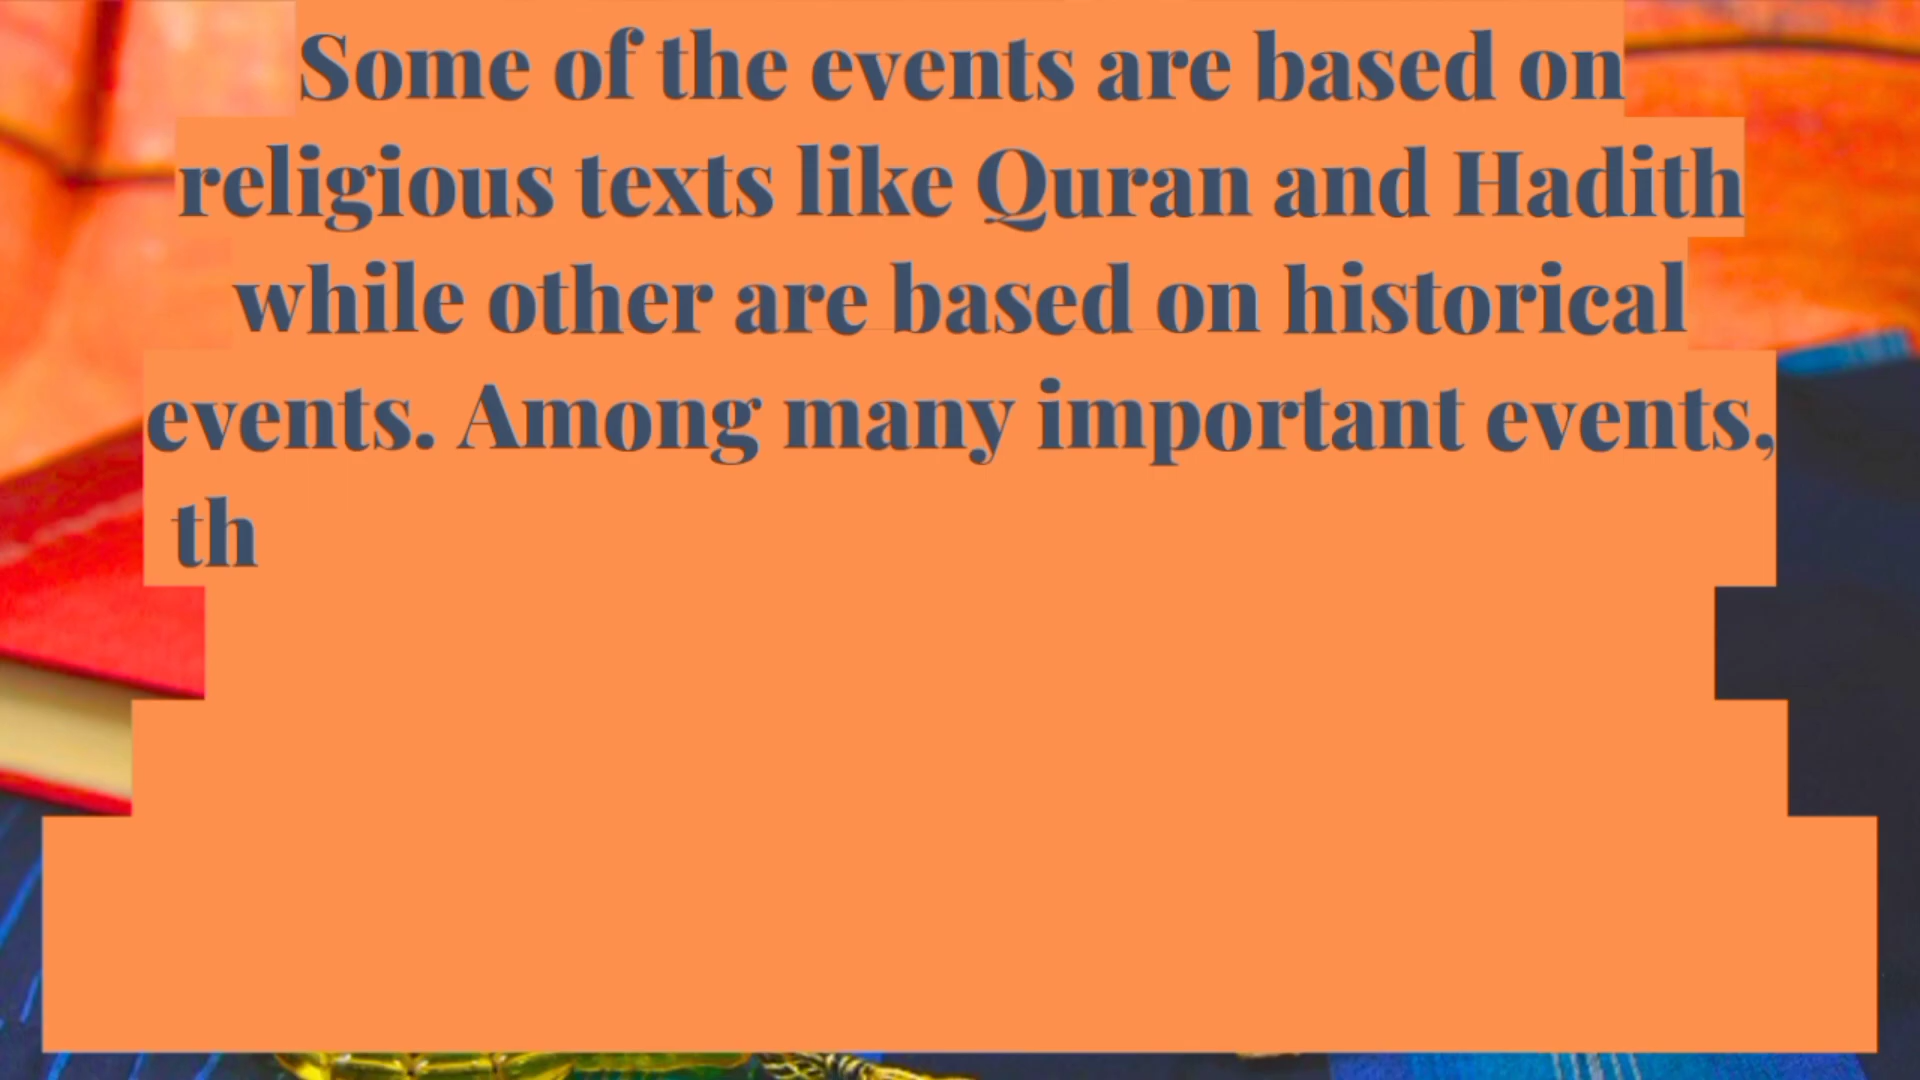 Some of the events are based on
religious texts like Quran and Hadith
while other are based on historical
events. Among many important events,
th